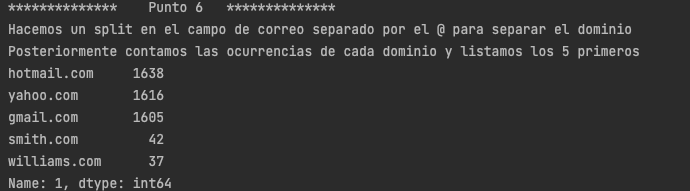 **************    Punto 6   **************
Hacemos un split en el campo de correo separado por el @ para separar el dominio
Posteriormente contamos las ocurrencias de cada dominio y listamos los 5 primeros
hotmail.com     1638
yahoo.com       1616
gmail.com       1605
smith.com         42
williams.com      37
Name: 1, dtype: int64